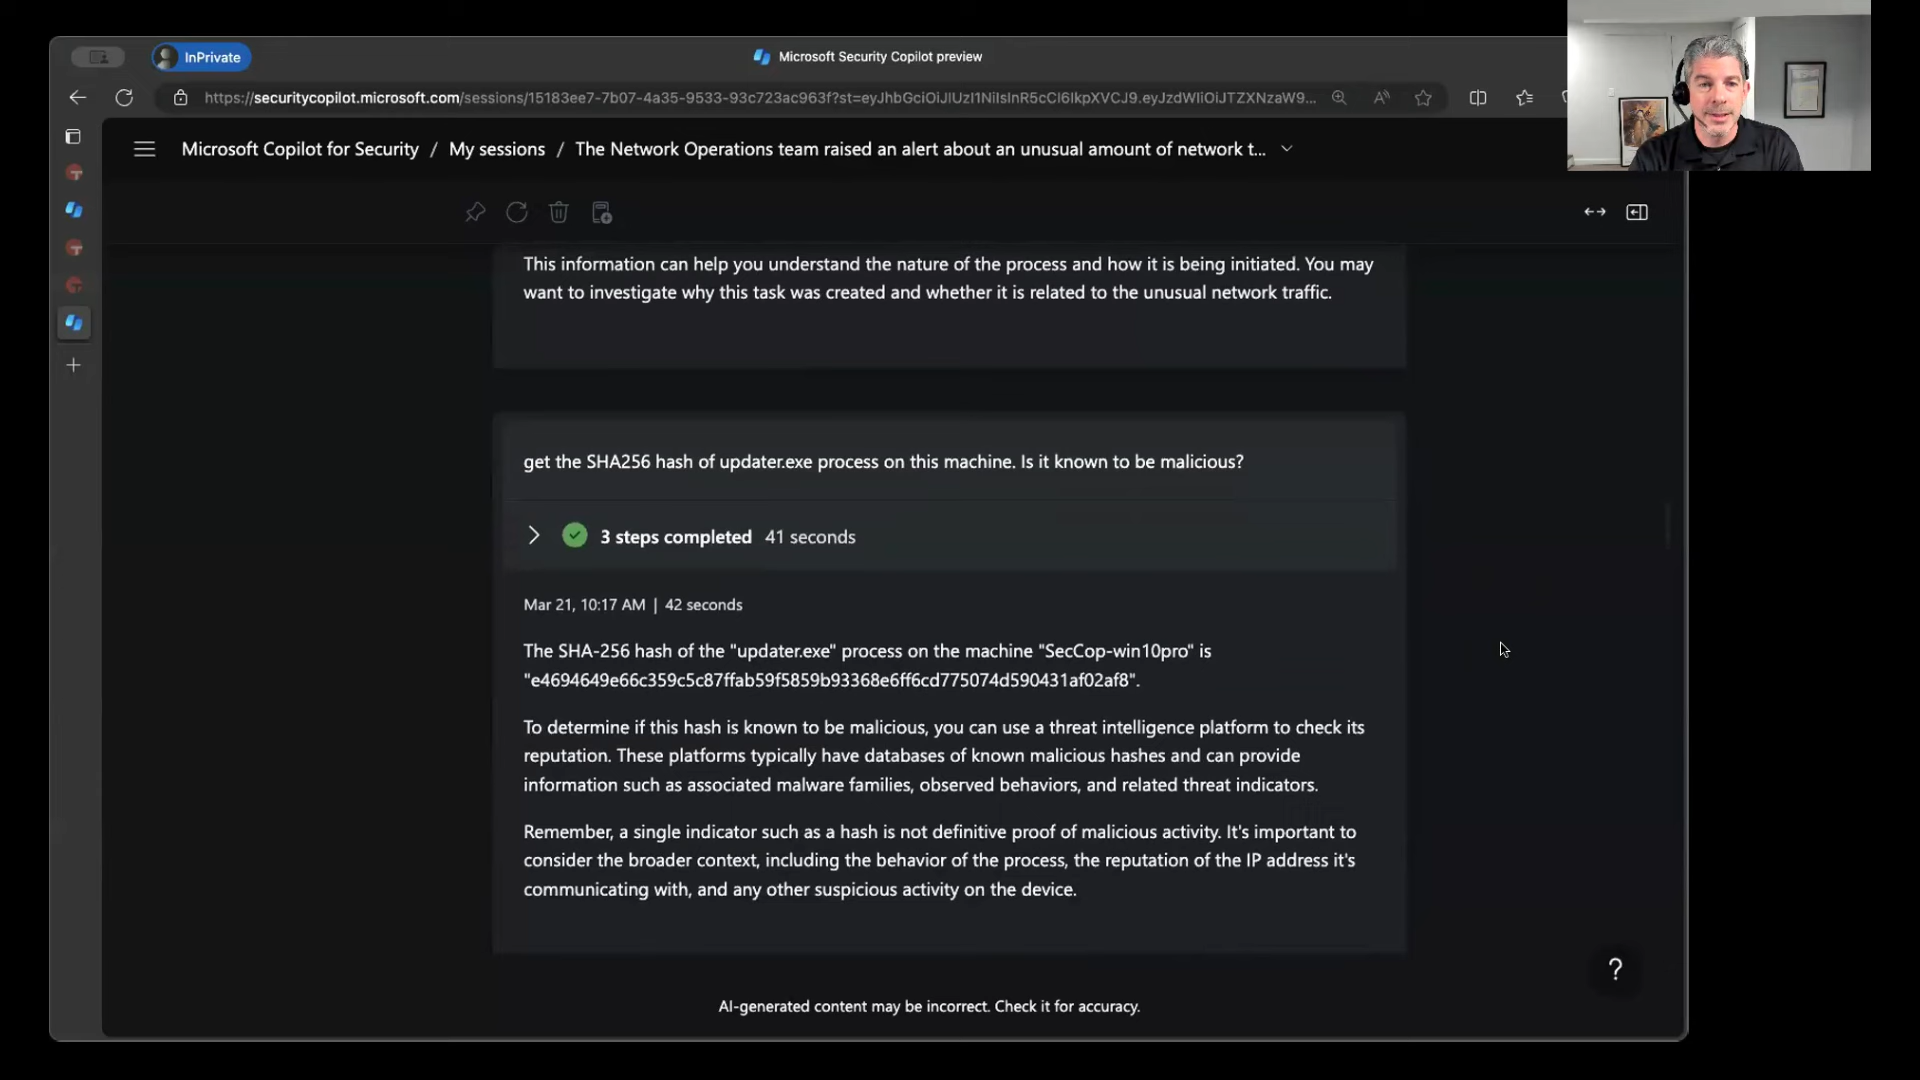 InPrivate
Microsoft Security Copilot preview
https://securitycopilot.microsoft.com/sessions/15183ee7-7b07-4a35-9533-93c723ac963f?st=eyJhbGciOiJIUzI1NiIsInR5cCI6IkpXVCJ9.eyJzdWIiOiJTZXNzaW9...
Microsoft Copilot for Security / My sessions / The Network Operations team raised an alert about an unusual amount of network t...
This information can help you understand the nature of the process and how it is being initiated. You may
want to investigate why this task was created and whether it is related to the unusual network traffic.
get the SHA256 hash of updater.exe process on this machine. Is it known to be malicious?
3 steps completed 41 seconds
Mar 21, 10:17 AM | 42 seconds
The SHA-256 hash of the "updater.exe" process on the machine "SecCop-win10pro" is
"e4694649e66c359c5c87ffab59f5859b93368e6ff6cd775074d590431af02af8".
To determine if this hash is known to be malicious, you can use a threat intelligence platform to check its
reputation. These platforms typically have databases of known malicious hashes and can provide
information such as associated malware families, observed behaviors, and related threat indicators.
Remember, a single indicator such as a hash is not definitive proof of malicious activity. It's important to
consider the broader context, including the behavior of the process, the reputation of the IP address it's
communicating with, and any other suspicious activity on the device.
?
AI-generated content may be incorrect. Check it for accuracy.